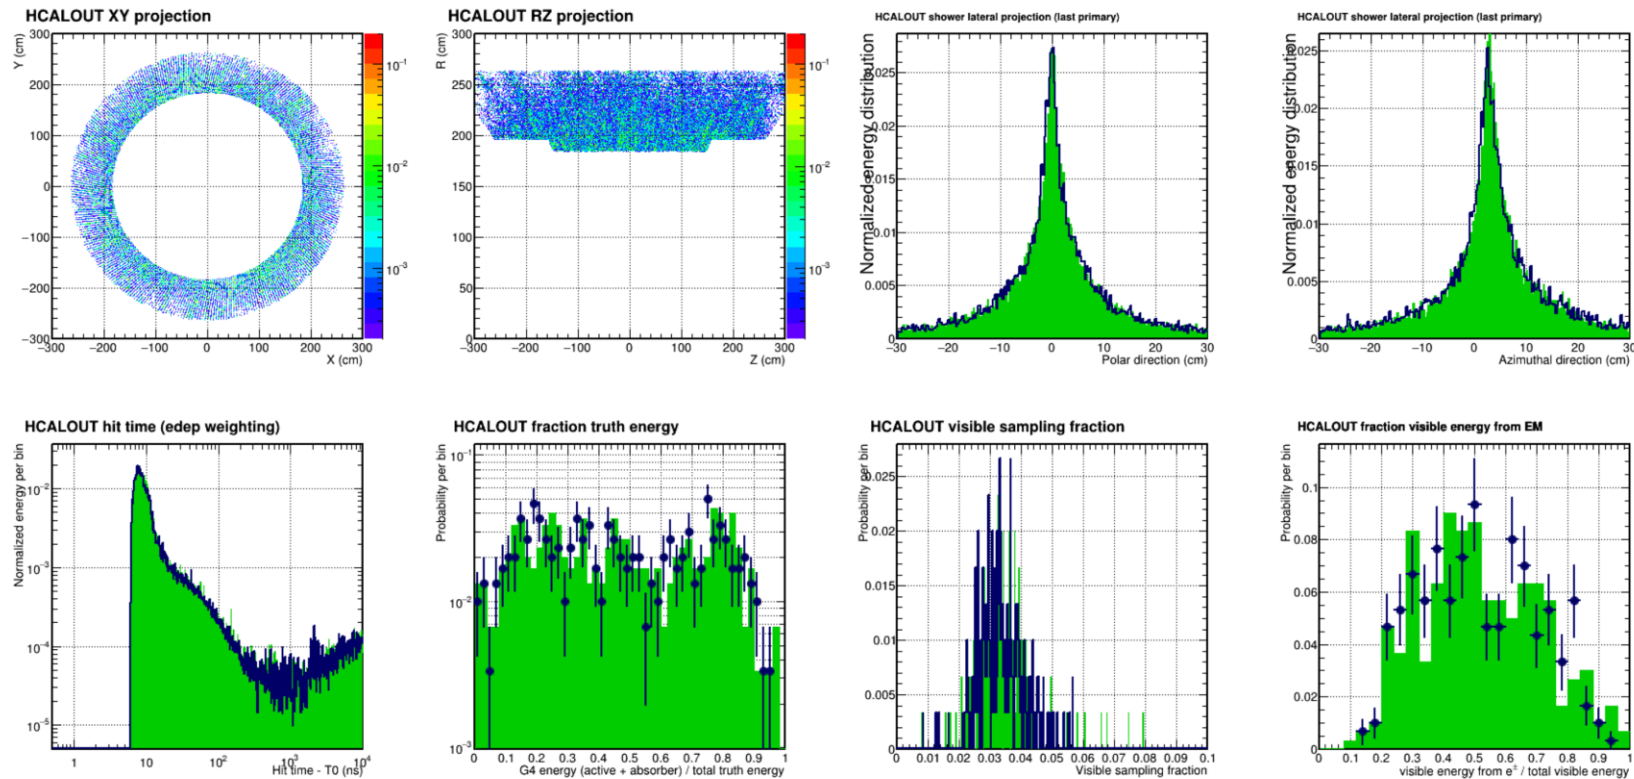 HCALOUT XY projection
Y (cm)
300
200
100
0
−100
−200
−300
−300 −200 −100 0 100 200 300
X (cm)
10⁻¹
10⁻²
10⁻³
HCALOUT RZ projection
R (cm)
300
250
200
150
100
50
0
−300 −200 −100 0 100 200 300
Z (cm)
10⁻¹
10⁻²
10⁻³
HCALOUT shower lateral projection (last primary)
Normalized energy distribution
0.025
0.02
0.015
0.01
0.005
0
−30 −20 −10 0 10 20 30
Polar direction (cm)
HCALOUT shower lateral projection (last primary)
Normalized energy distribution
0.025
0.02
0.015
0.01
0.005
0
−30 −20 −10 0 10 20 30
Azimuthal direction (cm)
HCALOUT hit time (edep weighting)
Normalized energy per bin
10⁻²
10⁻³
10⁻⁴
10⁻⁵
1 10 10² 10³ 10⁴
Hit time - T0 (ns)
HCALOUT fraction truth energy
Probability per bin
10⁻¹
10⁻²
10⁻³
0 0.1 0.2 0.3 0.4 0.5 0.6 0.7 0.8 0.9 1
G4 energy (active + absorber) / total truth energy
HCALOUT visible sampling fraction
Probability per bin
0.025
0.02
0.015
0.01
0.005
0
0 0.01 0.02 0.03 0.04 0.05 0.06 0.07 0.08 0.09 0.1
Visible sampling fraction
HCALOUT fraction visible energy from EM
Probability per bin
0.1
0.08
0.06
0.04
0.02
0
0 0.1 0.2 0.3 0.4 0.5 0.6 0.7 0.8 0.9 1
visible energy from e± / total visible energy